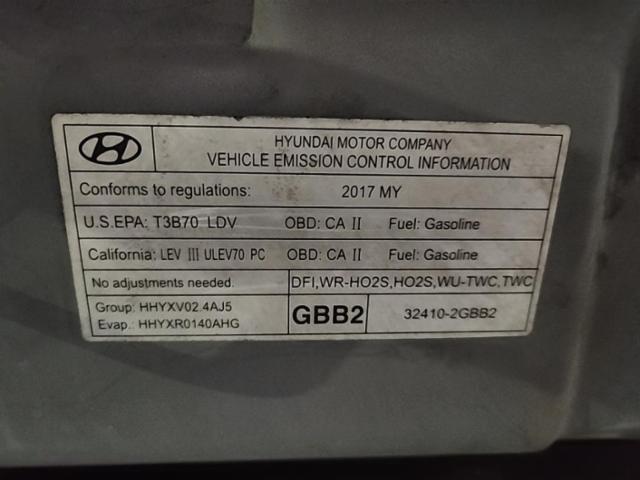 HYUNDAI MOTOR COMPANY
VEHICLE EMISSION CONTROL INFORMATION
Conforms to regulations: 2017 MY
U.S.EPA: T3B70 LDV OBD: CA II Fuel: Gasoline
California: LEV III ULEV70 PC OBD: CA II Fuel: Gasoline
No adjustments needed. DFI,WR-HO2S,HO2S,WU-TWC,TWC
Group: HHYXV02.4AJ5
Evap.: HHYXR0140AHG
GBB2 32410-2GBB2